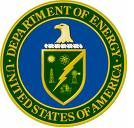 DEPARTMENT OF ENERGY
UNITED STATES OF AMERICA